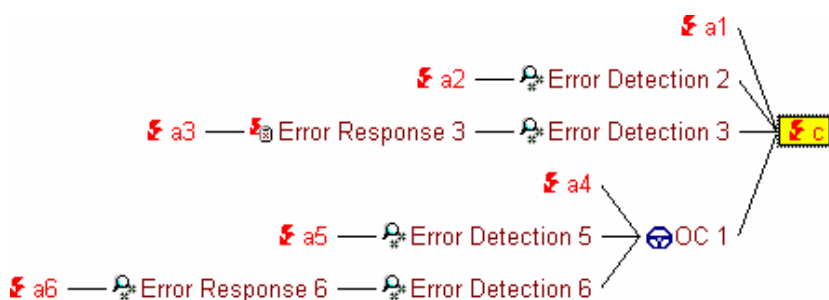 a1
a2 Error Detection 2
a3 Error Response 3 Error Detection 3 c
a4
a5 Error Detection 5 OC 1
a6 Error Response 6 Error Detection 6